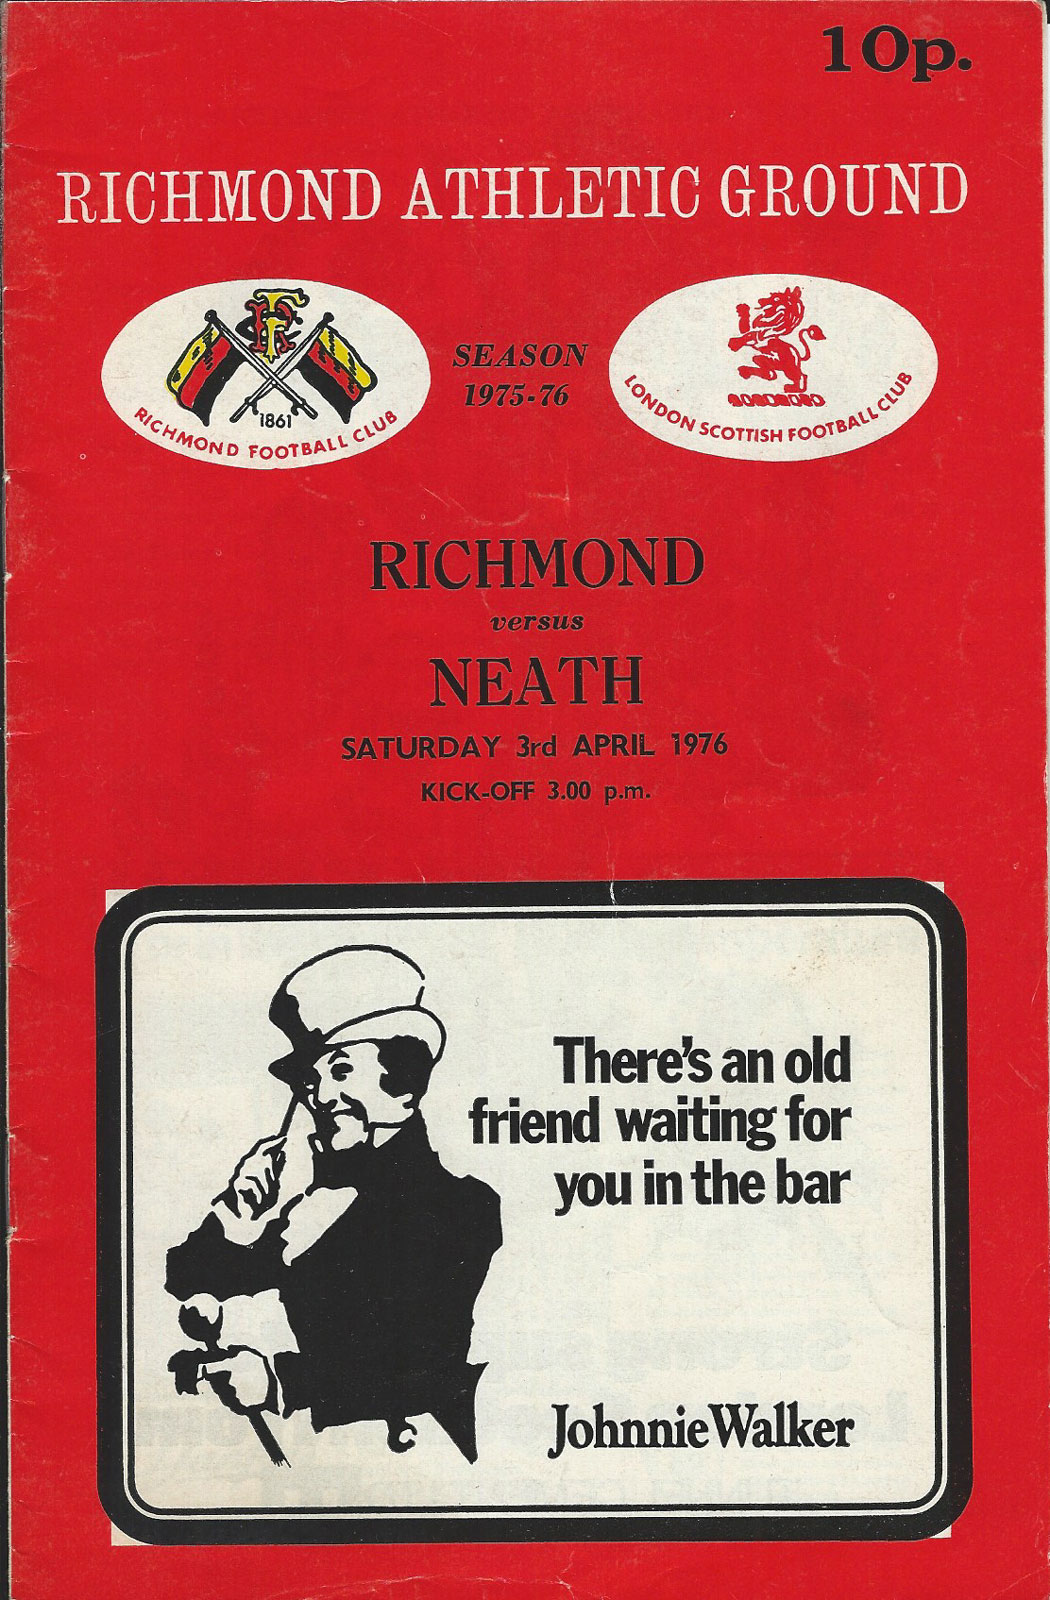 10p.
RICHMOND ATHLETIC GROUND
RFC
1861
RICHMOND FOOTBALL CLUB
SEASON
1975-76
LONDON SCOTTISH FOOTBALL CLUB
RICHMOND
versus
NEATH
SATURDAY 3rd APRIL 1976
KICK-OFF 3.00 p.m.
There's an old
friend waiting for
you in the bar
Johnnie Walker